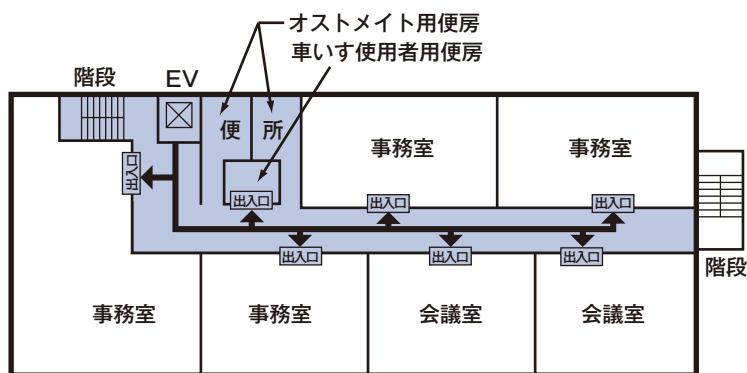 オストメイト用便房
車いす使用者用便房
階段
EV
便
所
事務室
事務室
出入口
出入口
出入口
出入口
階段
出入口
出入口
出入口
事務室
事務室
会議室
会議室